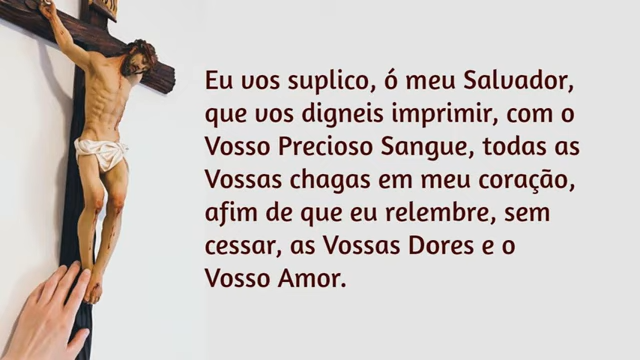 Eu vos suplico, ó meu Salvador,
que vos digneis imprimir, com o
Vosso Precioso Sangue, todas as
Vossas chagas em meu coração,
afim de que eu relembre, sem
cessar, as Vossas Dores e o
Vosso Amor.